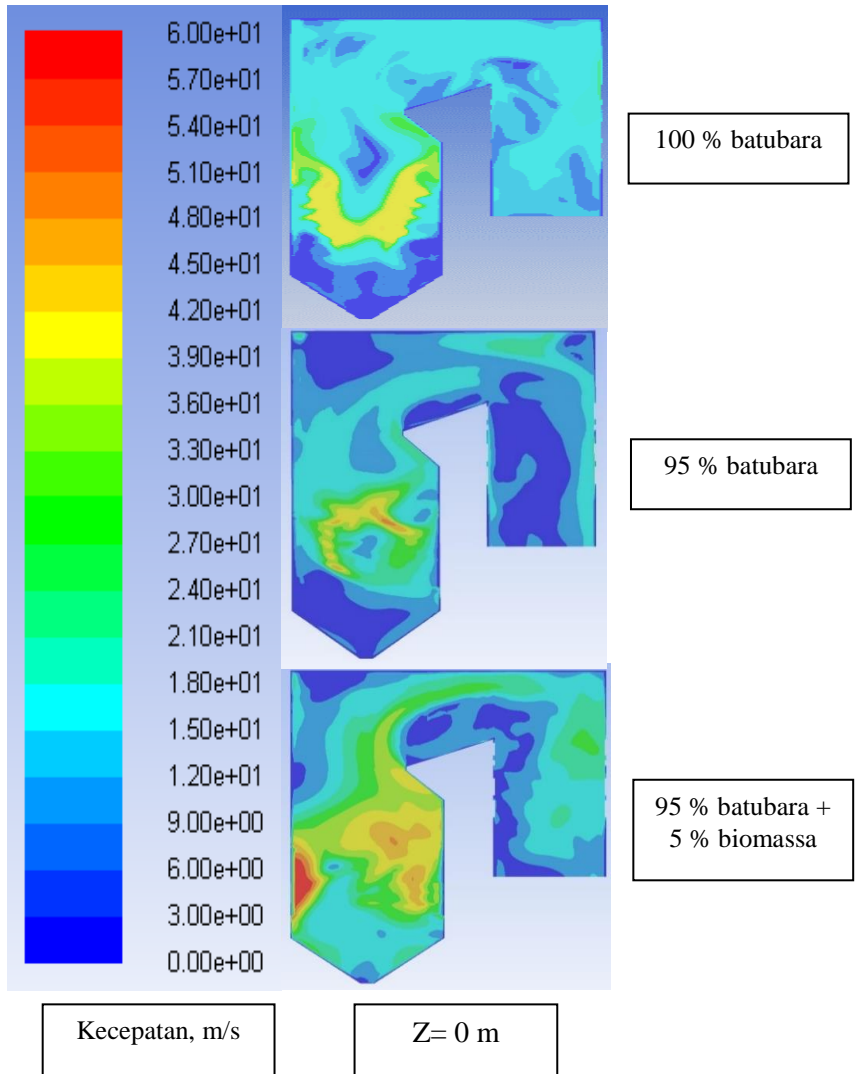 6.00e+01
5.70e+01
5.40e+01
5.10e+01
4.80e+01
4.50e+01
4.20e+01
3.90e+01
3.60e+01
3.30e+01
3.00e+01
2.70e+01
2.40e+01
2.10e+01
1.80e+01
1.50e+01
1.20e+01
9.00e+00
6.00e+00
3.00e+00
0.00e+00
100 % batubara
95 % batubara
95 % batubara +
5 % biomassa
Kecepatan, m/s
Z= 0 m